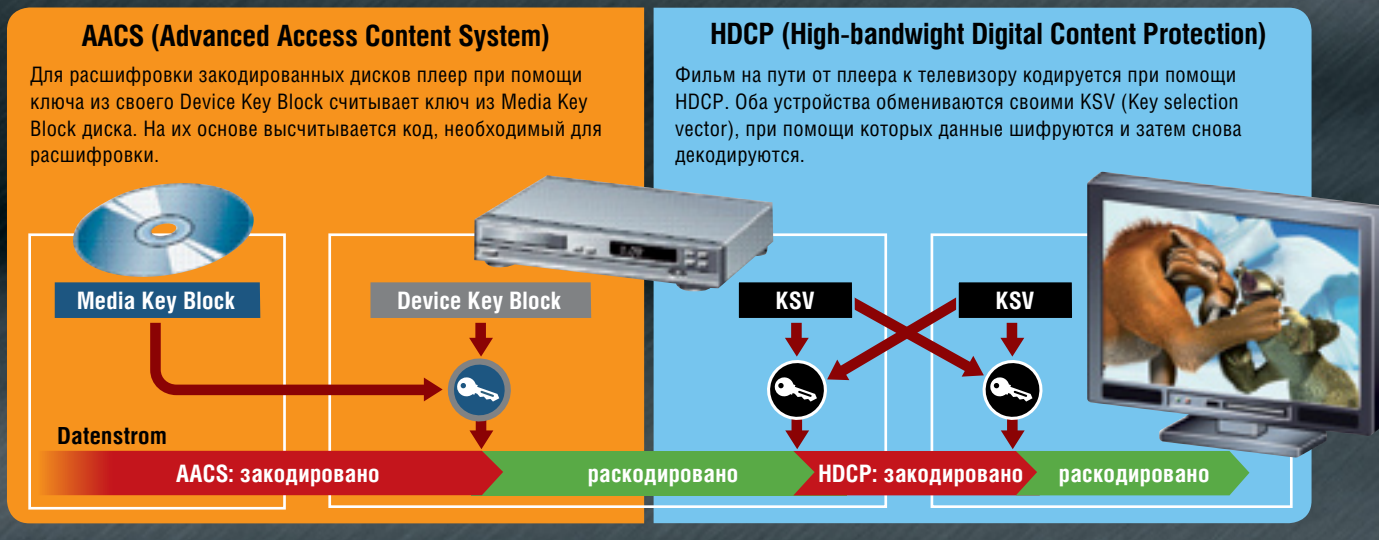 AACS (Advanced Access Content System)
Для расшифровки закодированных дисков плеер при помощи
ключа из своего Device Key Block считывает ключ из Media Key
Block диска. На их основе высчитывается код, необходимый для
расшифровки.
HDCP (High-bandwight Digital Content Protection)
Фильм на пути от плеера к телевизору кодируется при помощи
HDCP. Оба устройства обмениваются своими KSV (Key selection
vector), при помощи которых данные шифруются и затем снова
декодируются.
Media Key Block
Device Key Block
KSV
KSV
Datenstrom
AACS: закодировано
раскодировано
HDCP: закодировано
раскодировано